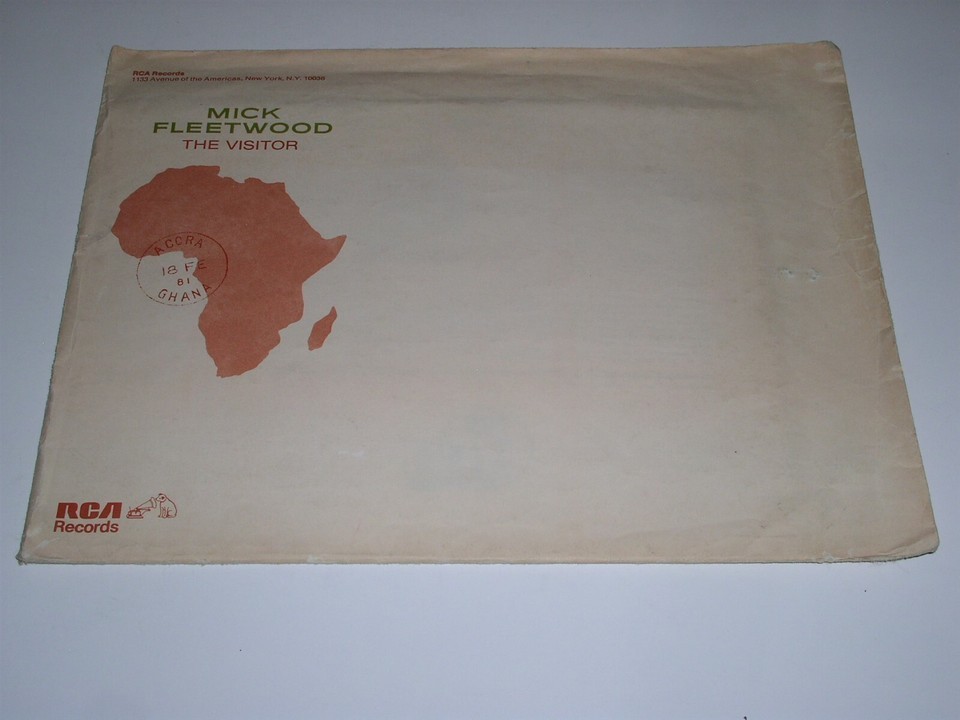 RCA Records
1133 Avenue of the Americas, New York, N.Y. 10036
MICK
FLEETWOOD
THE VISITOR
ACCRA
18 FE
81
GHANA
RCA
Records